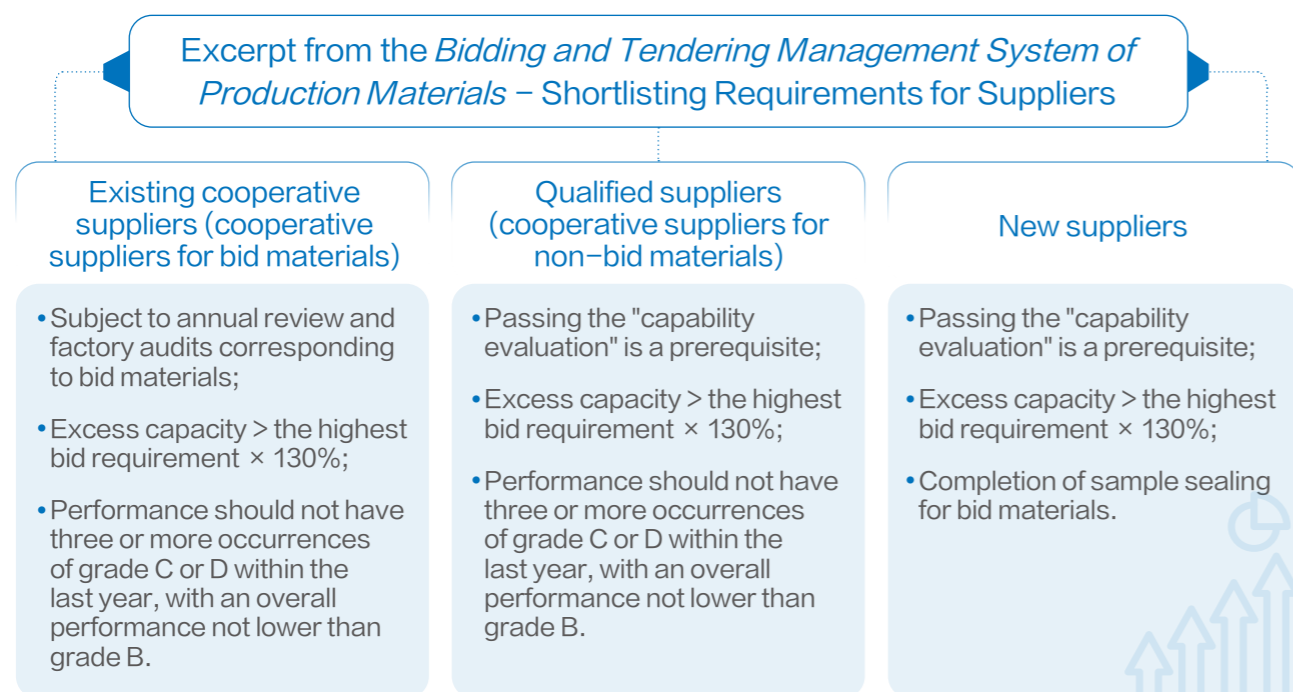 Excerpt from the Bidding and Tendering Management System of
Production Materials – Shortlisting Requirements for Suppliers
Existing cooperative
suppliers (cooperative
suppliers for bid materials)
•Subject to annual review and
factory audits corresponding
to bid materials;
•Excess capacity > the highest
bid requirement × 130%;
•Performance should not have
three or more occurrences
of grade C or D within the
last year, with an overall
performance not lower than
grade B.
Qualified suppliers
(cooperative suppliers for
non–bid materials)
•Passing the "capability
evaluation" is a prerequisite;
•Excess capacity > the highest
bid requirement × 130%;
•Performance should not have
three or more occurrences
of grade C or D within the
last year, with an overall
performance not lower than
grade B.
New suppliers
•Passing the "capability
evaluation" is a prerequisite;
•Excess capacity > the highest
bid requirement × 130%;
•Completion of sample sealing
for bid materials.